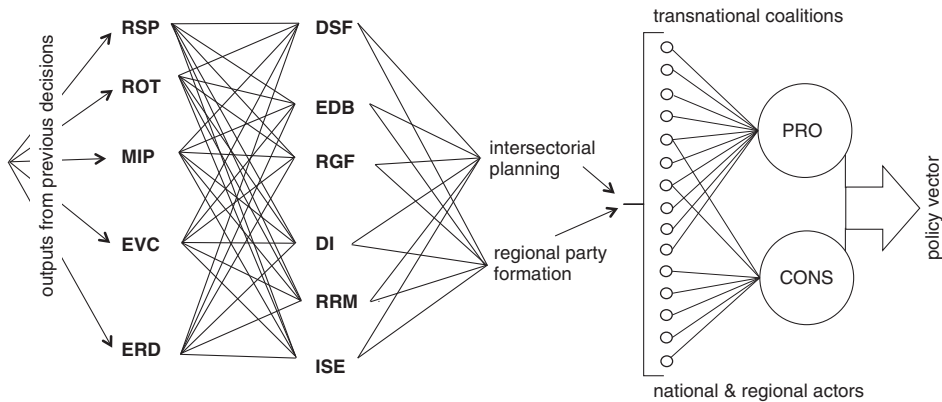 outputs from previous decisions
RSP
ROT
MIP
EVC
ERD
DSF
EDB
RGF
DI
RRM
ISE
intersectorial
planning
regional party
formation
transnational coalitions
PRO
CONS
national & regional actors
policy vector